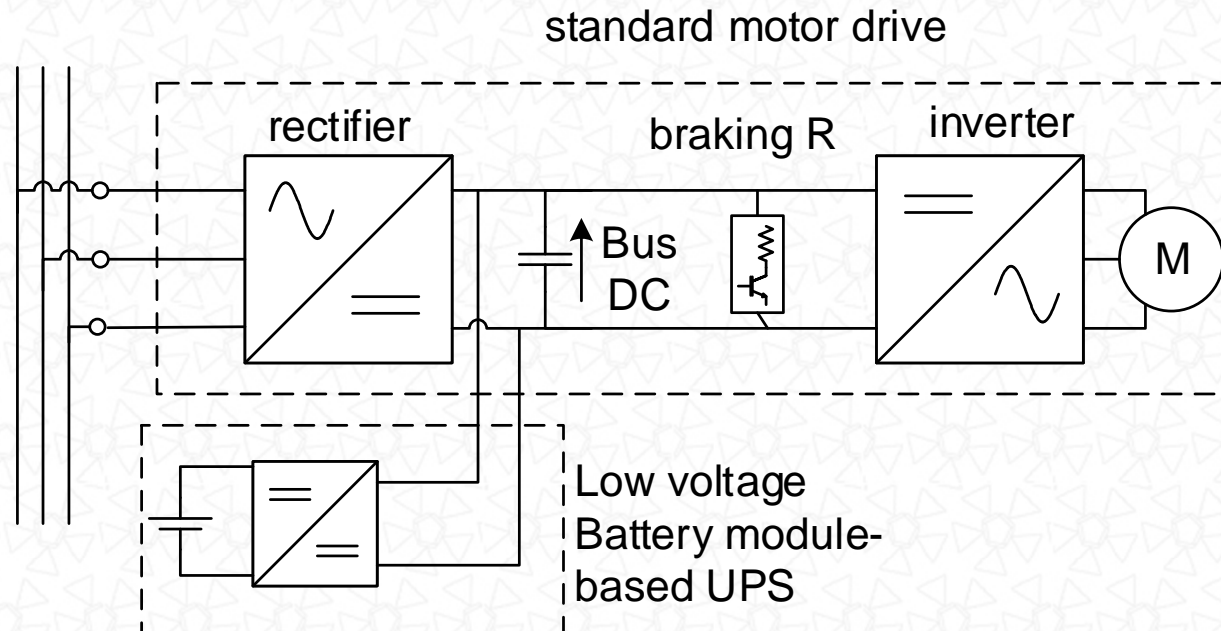 standard motor drive
rectifier
braking R
inverter
Bus
DC
M
Low voltage
Battery module-
based UPS